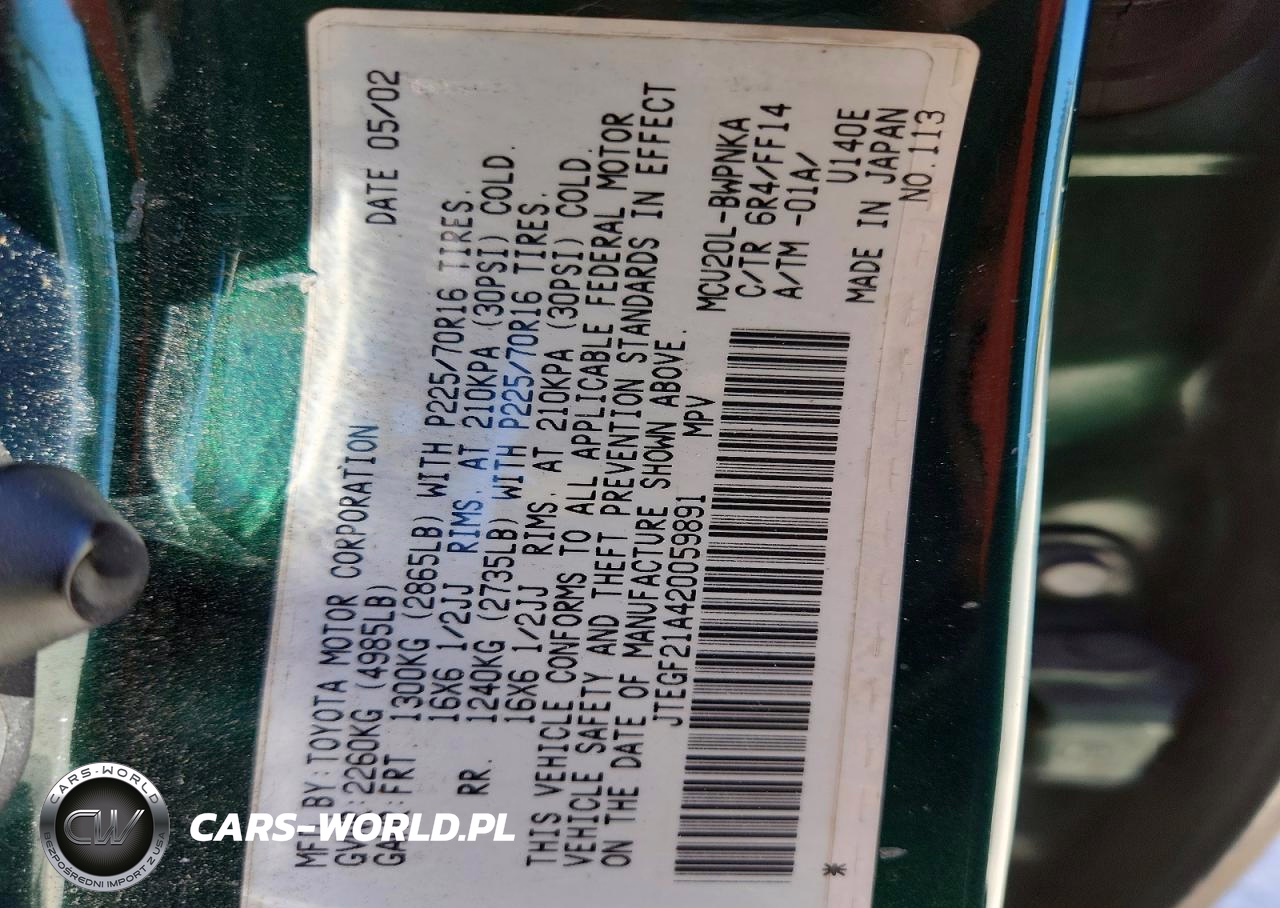 MFD.BY:TOYOTA MOTOR CORPORATION DATE 05/02
:2260KG (4985LB)
:FRT 1300KG (2865LB) WITH P225/70R16 TIRES.
16X6 1/2JJ RIMS, AT 210KPA (30PSI) COLD.
RR. 1240KG (2735LB) WITH P225/70R16 TIRES.
16X6 1/2JJ RIMS, AT 210KPA (30PSI) COLD.
THIS VEHICLE CONFORMS TO ALL APPLICABLE FEDERAL MOTOR
VEHICLE SAFETY AND THEFT PREVENTION STANDARDS IN EFFECT
ON THE DATE OF MANUFACTURE SHOWN ABOVE.
JTEGF21A420059891 MPV
MCU20L-BWPNKA
C/TR 6R4/FF14
A/TM -01A/
U140E
MADE IN JAPAN
NO.113
CARS-WORLD
CW
BEZPOŚREDNI IMPORT Z USA
CARS-WORLD.PL